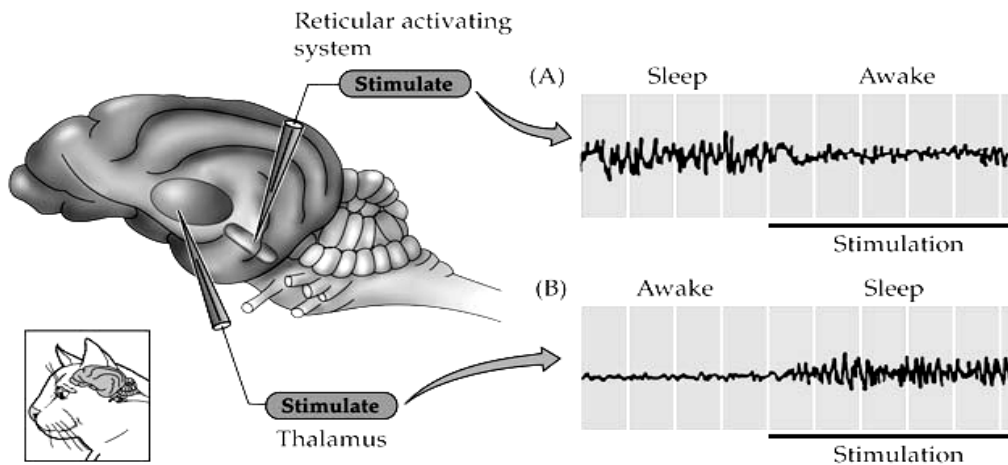 Reticular activating
system
Stimulate
(A)
Sleep
Awake
Stimulation
(B)
Awake
Sleep
Stimulate
Thalamus
Stimulation